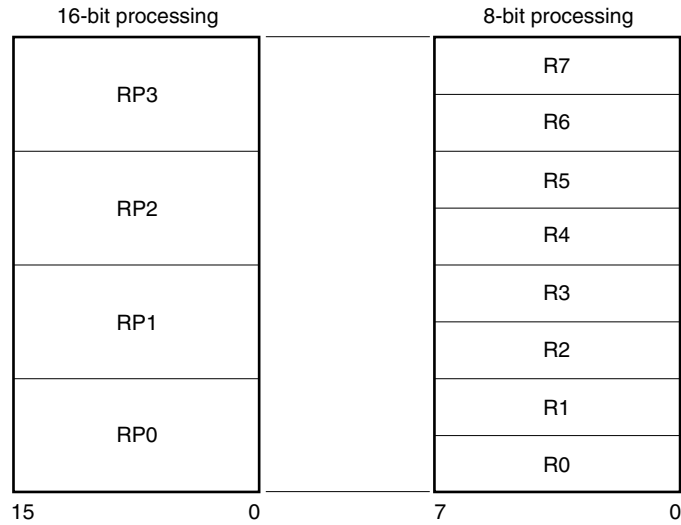 16-bit processing
8-bit processing
RP3
RP2
RP1
RP0
R7
R6
R5
R4
R3
R2
R1
R0
15 0
7 0